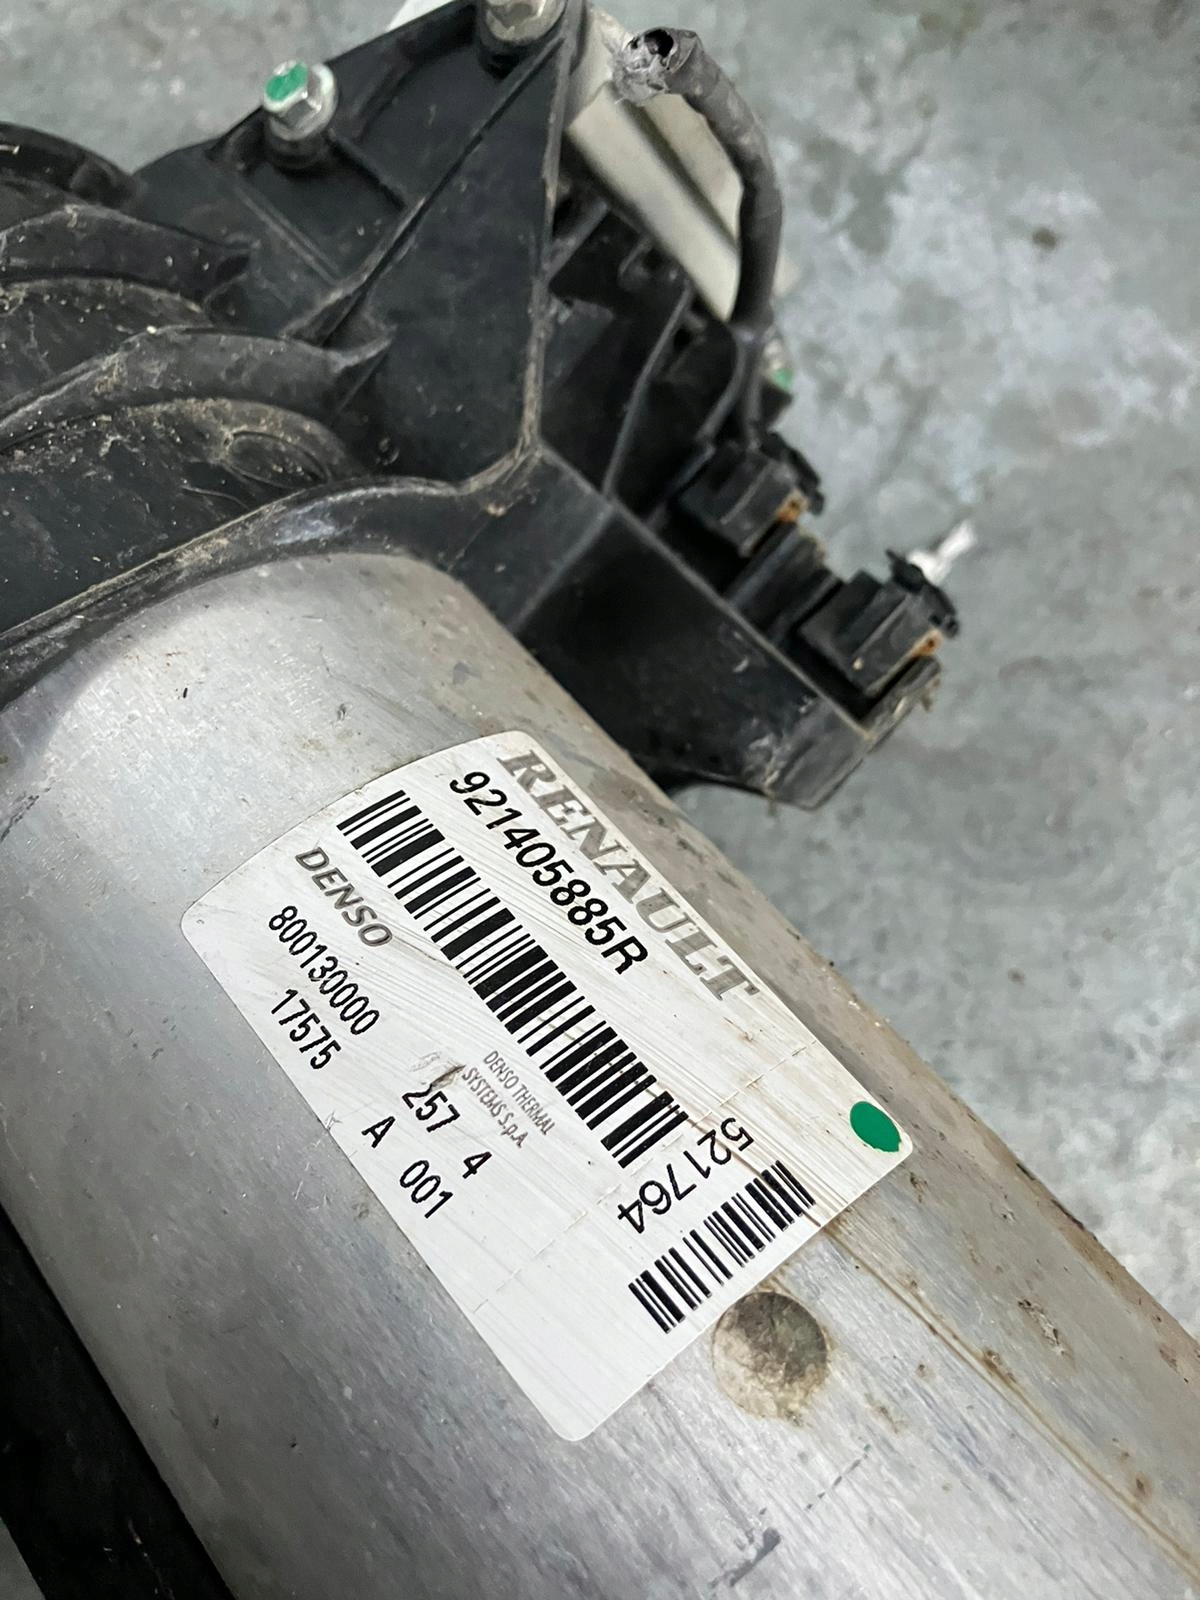 RENAULT
921405885R
DENSO
DENSO THERMAL
SYSTEMS S.p.A.
800130000
17575
257 4
A 001
521764